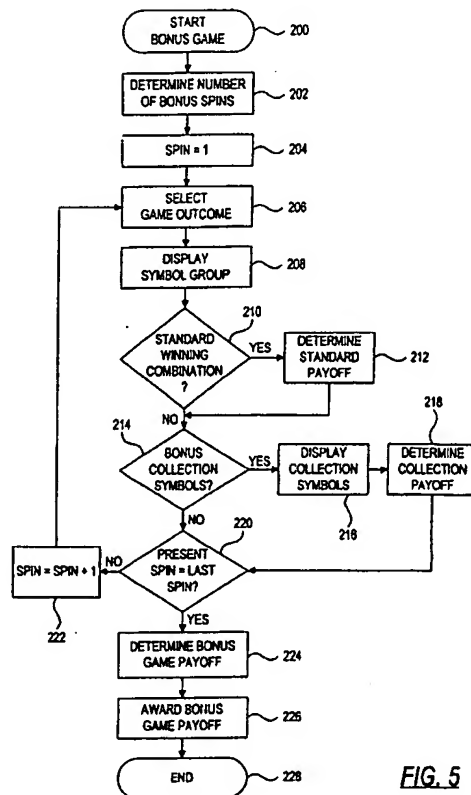 START
BONUS GAME
200
DETERMINE NUMBER
OF BONUS SPINS
202
SPIN = 1
204
SELECT
GAME OUTCOME
206
DISPLAY
SYMBOL GROUP
208
210
STANDARD
WINNING
COMBINATION
?
YES
DETERMINE
STANDARD
PAYOFF
212
NO
214
BONUS
COLLECTION
SYMBOLS?
YES
DISPLAY
COLLECTION
SYMBOLS
216
218
DETERMINE
COLLECTION
PAYOFF
NO
220
PRESENT
SPIN = LAST
SPIN?
NO
SPIN = SPIN + 1
222
YES
DETERMINE BONUS
GAME PAYOFF
224
AWARD BONUS
GAME PAYOFF
226
END
228
FIG. 5